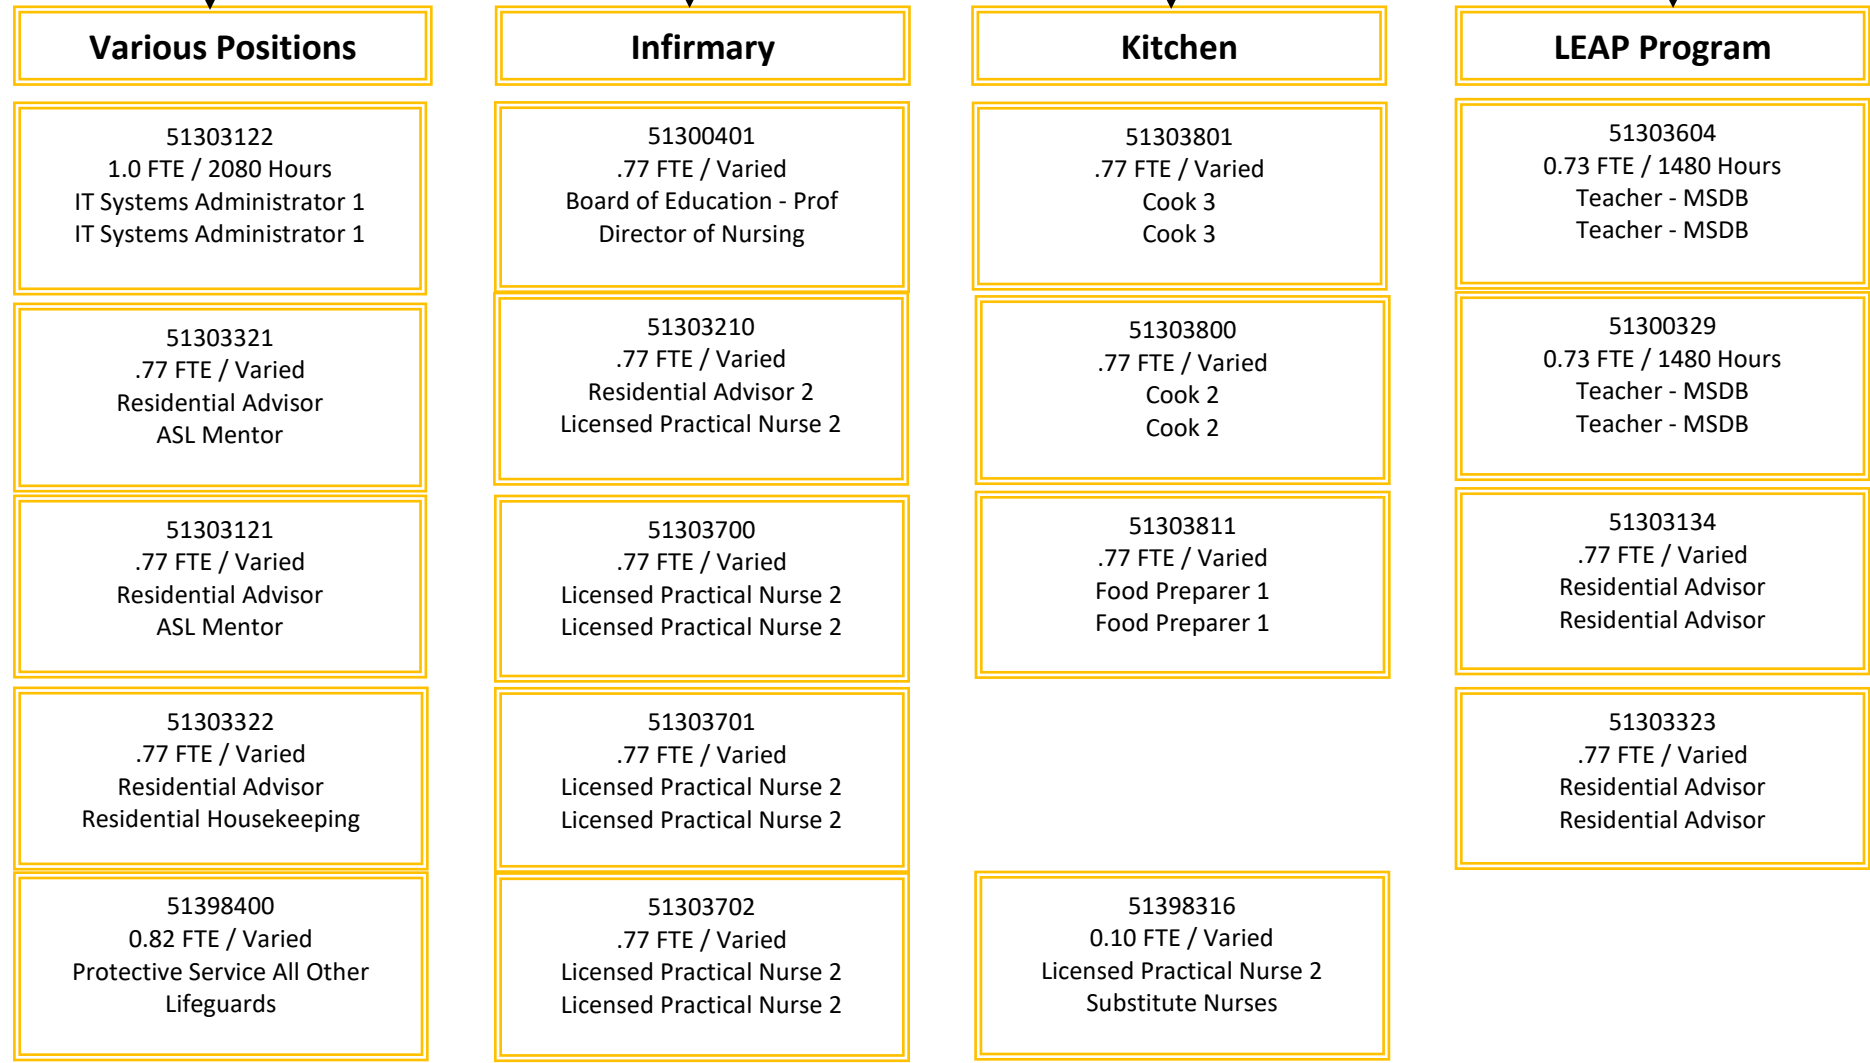 Various Positions
51303122
1.0 FTE / 2080 Hours
IT Systems Administrator 1
IT Systems Administrator 1
51303321
.77 FTE / Varied
Residential Advisor
ASL Mentor
51303121
.77 FTE / Varied
Residential Advisor
ASL Mentor
51303322
.77 FTE / Varied
Residential Advisor
Residential Housekeeping
51398400
0.82 FTE / Varied
Protective Service All Other
Lifeguards
Infirmary
51300401
.77 FTE / Varied
Board of Education - Prof
Director of Nursing
51303210
.77 FTE / Varied
Residential Advisor 2
Licensed Practical Nurse 2
51303700
.77 FTE / Varied
Licensed Practical Nurse 2
Licensed Practical Nurse 2
51303701
.77 FTE / Varied
Licensed Practical Nurse 2
Licensed Practical Nurse 2
51303702
.77 FTE / Varied
Licensed Practical Nurse 2
Licensed Practical Nurse 2
Kitchen
51303801
.77 FTE / Varied
Cook 3
Cook 3
51303800
.77 FTE / Varied
Cook 2
Cook 2
51303811
.77 FTE / Varied
Food Preparer 1
Food Preparer 1
51398316
0.10 FTE / Varied
Licensed Practical Nurse 2
Substitute Nurses
LEAP Program
51303604
0.73 FTE / 1480 Hours
Teacher - MSDB
Teacher - MSDB
51300329
0.73 FTE / 1480 Hours
Teacher - MSDB
Teacher - MSDB
51303134
.77 FTE / Varied
Residential Advisor
Residential Advisor
51303323
.77 FTE / Varied
Residential Advisor
Residential Advisor